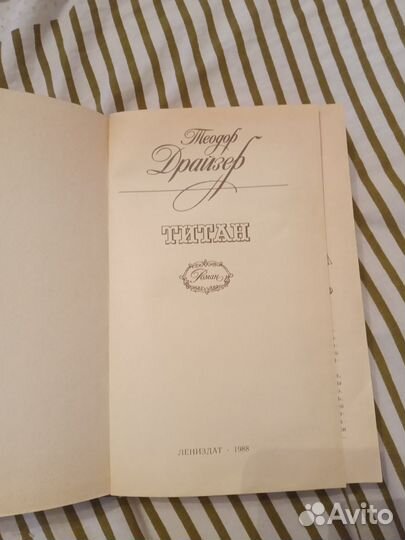 Теодор
Драйзер
ТИТАН
Роман
ЛЕНИЗДАТ · 1988
Avito